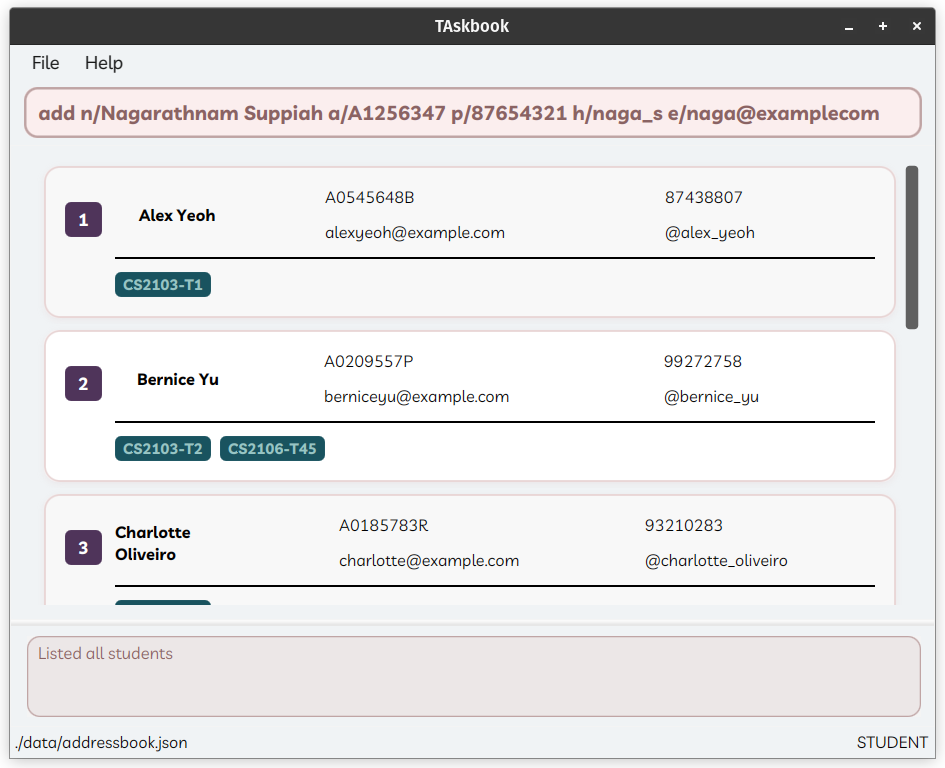 TAskbook
File Help
add n/Nagarathnam Suppiah a/A1256347 p/87654321 h/naga_s e/naga@examplecom
1
Alex Yeoh
A0545648B
87438807
alexyeoh@example.com
@alex_yeoh
CS2103-T1
2
Bernice Yu
A0209557P
99272758
berniceyu@example.com
@bernice_yu
CS2103-T2 CS2106-T45
3
Charlotte
Oliveiro
A0185783R
93210283
charlotte@example.com
@charlotte_oliveiro
Listed all students
./data/addressbook.json
STUDENT